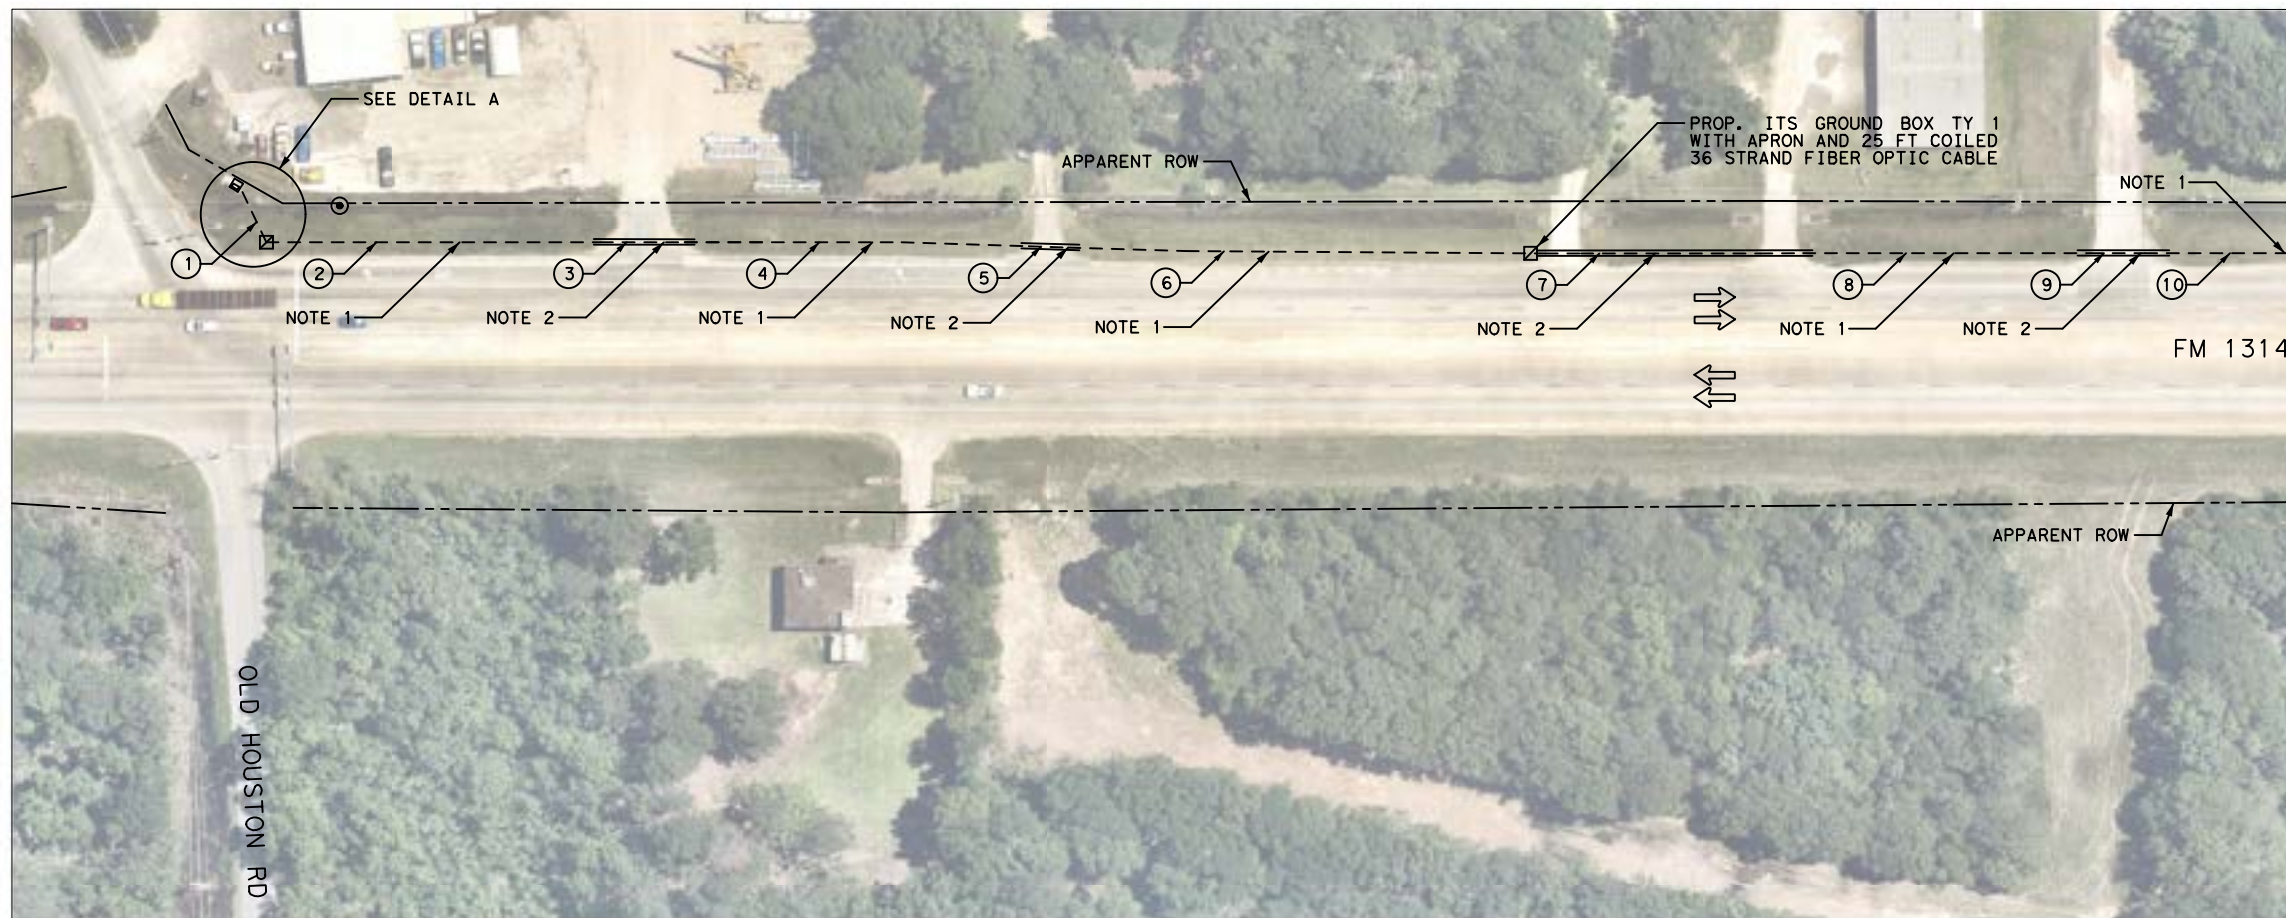 SEE DETAIL A
PROP. ITS GROUND BOX TY 1
WITH APRON AND 25 FT COILED
36 STRAND FIBER OPTIC CABLE
APPARENT ROW
NOTE 1
1
2
3
4
5
6
7
8
9
10
NOTE 1
NOTE 2
NOTE 1
NOTE 2
NOTE 1
NOTE 2
NOTE 1
NOTE 2
FM 1314
APPARENT ROW
OLD HOUSTON RD